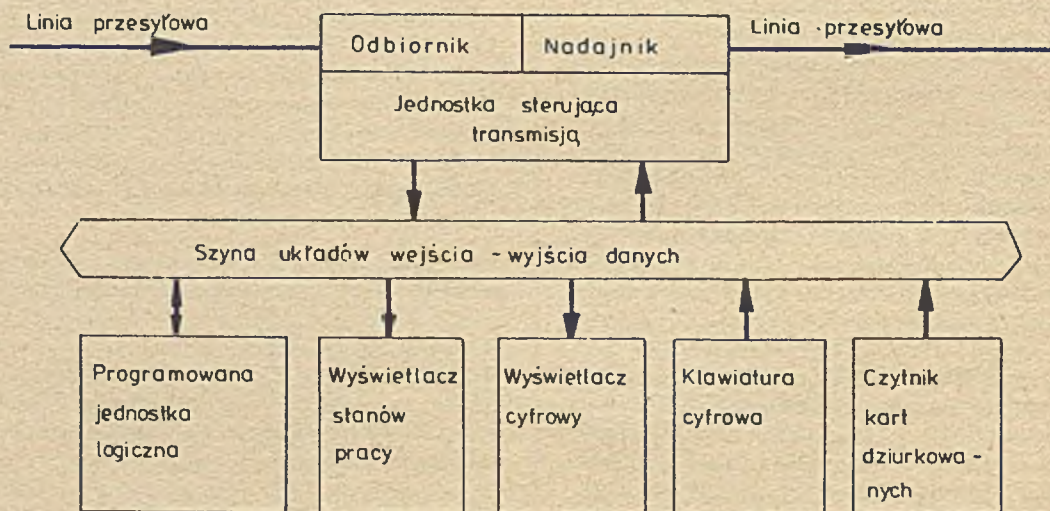 Linia przesyłowa
Odbiornik
Nadajnik
Linia przesyłowa
Jednostka sterująca
transmisją
Szyna układów wejścia - wyjścia danych
Programowana
jednostka
logiczna
Wyświetlacz
stanów
pracy
Wyświetlacz
cyfrowy
Klawiatura
cyfrowa
Czytnik
kart
dziurkowa -
nych